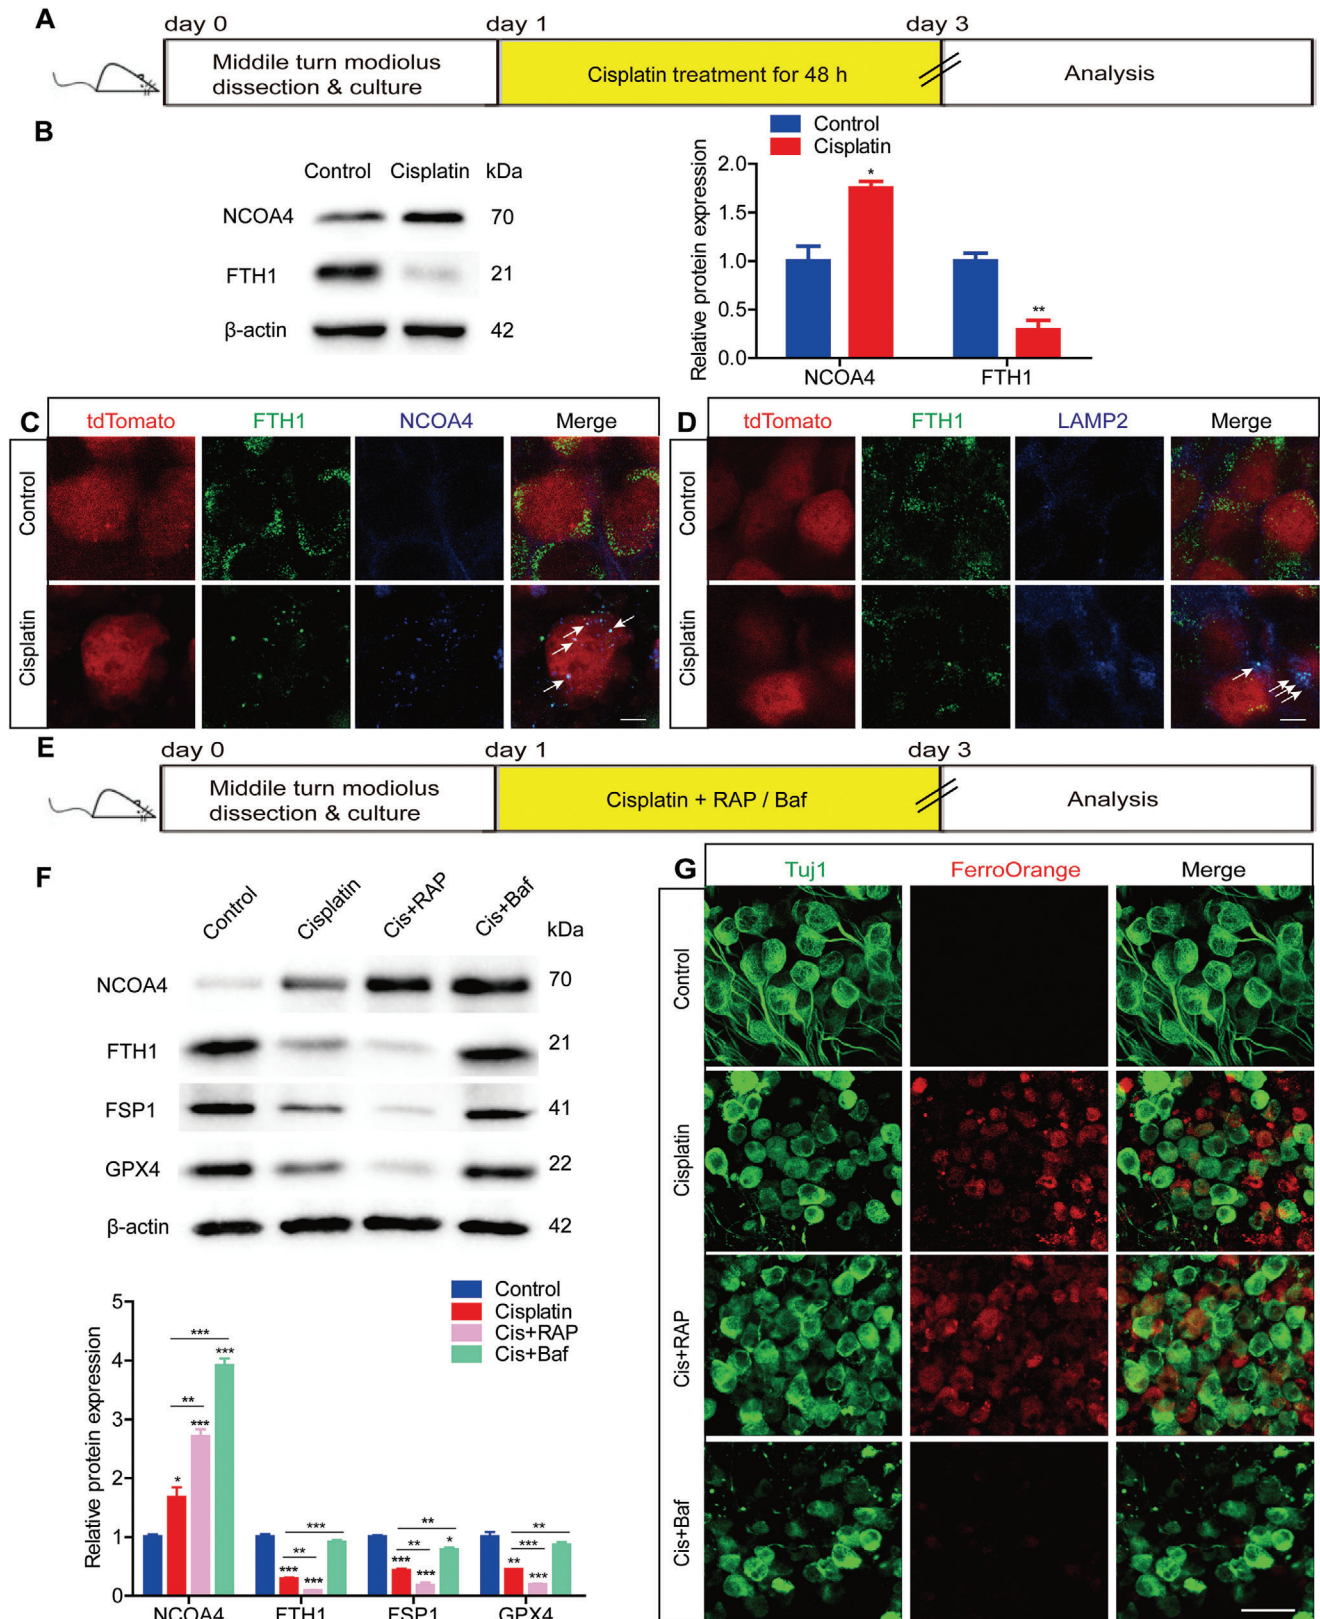 A
day 0
day 1
day 3
Middile turn modiolus
dissection & culture
Cisplatin treatment for 48 h
Analysis
B
Control Cisplatin kDa
NCOA4 70
FTH1 21
β-actin 42
Control
Cisplatin
Relative protein expression
2.0
1.5
1.0
0.5
0.0
*
**
NCOA4 FTH1
C
tdTomato FTH1 NCOA4 Merge
Control
Cisplatin
D
tdTomato FTH1 LAMP2 Merge
Control
Cisplatin
E
day 0
day 1
day 3
Middile turn modiolus
dissection & culture
Cisplatin + RAP / Baf
Analysis
F
Control Cisplatin Cis+RAP Cis+Baf kDa
NCOA4 70
FTH1 21
FSP1 41
GPX4 22
β-actin 42
Control
Cisplatin
Cis+RAP
Cis+Baf
Relative protein expression
5
4
3
2
1
0
***
***
**
***
*
***
**
***
***
**
**
*
***
***
**
***
**
***
NCOA4 FTH1 FSP1 GPX4
G
Tuj1 FerroOrange Merge
Control
Cisplatin
Cis+RAP
Cis+Baf